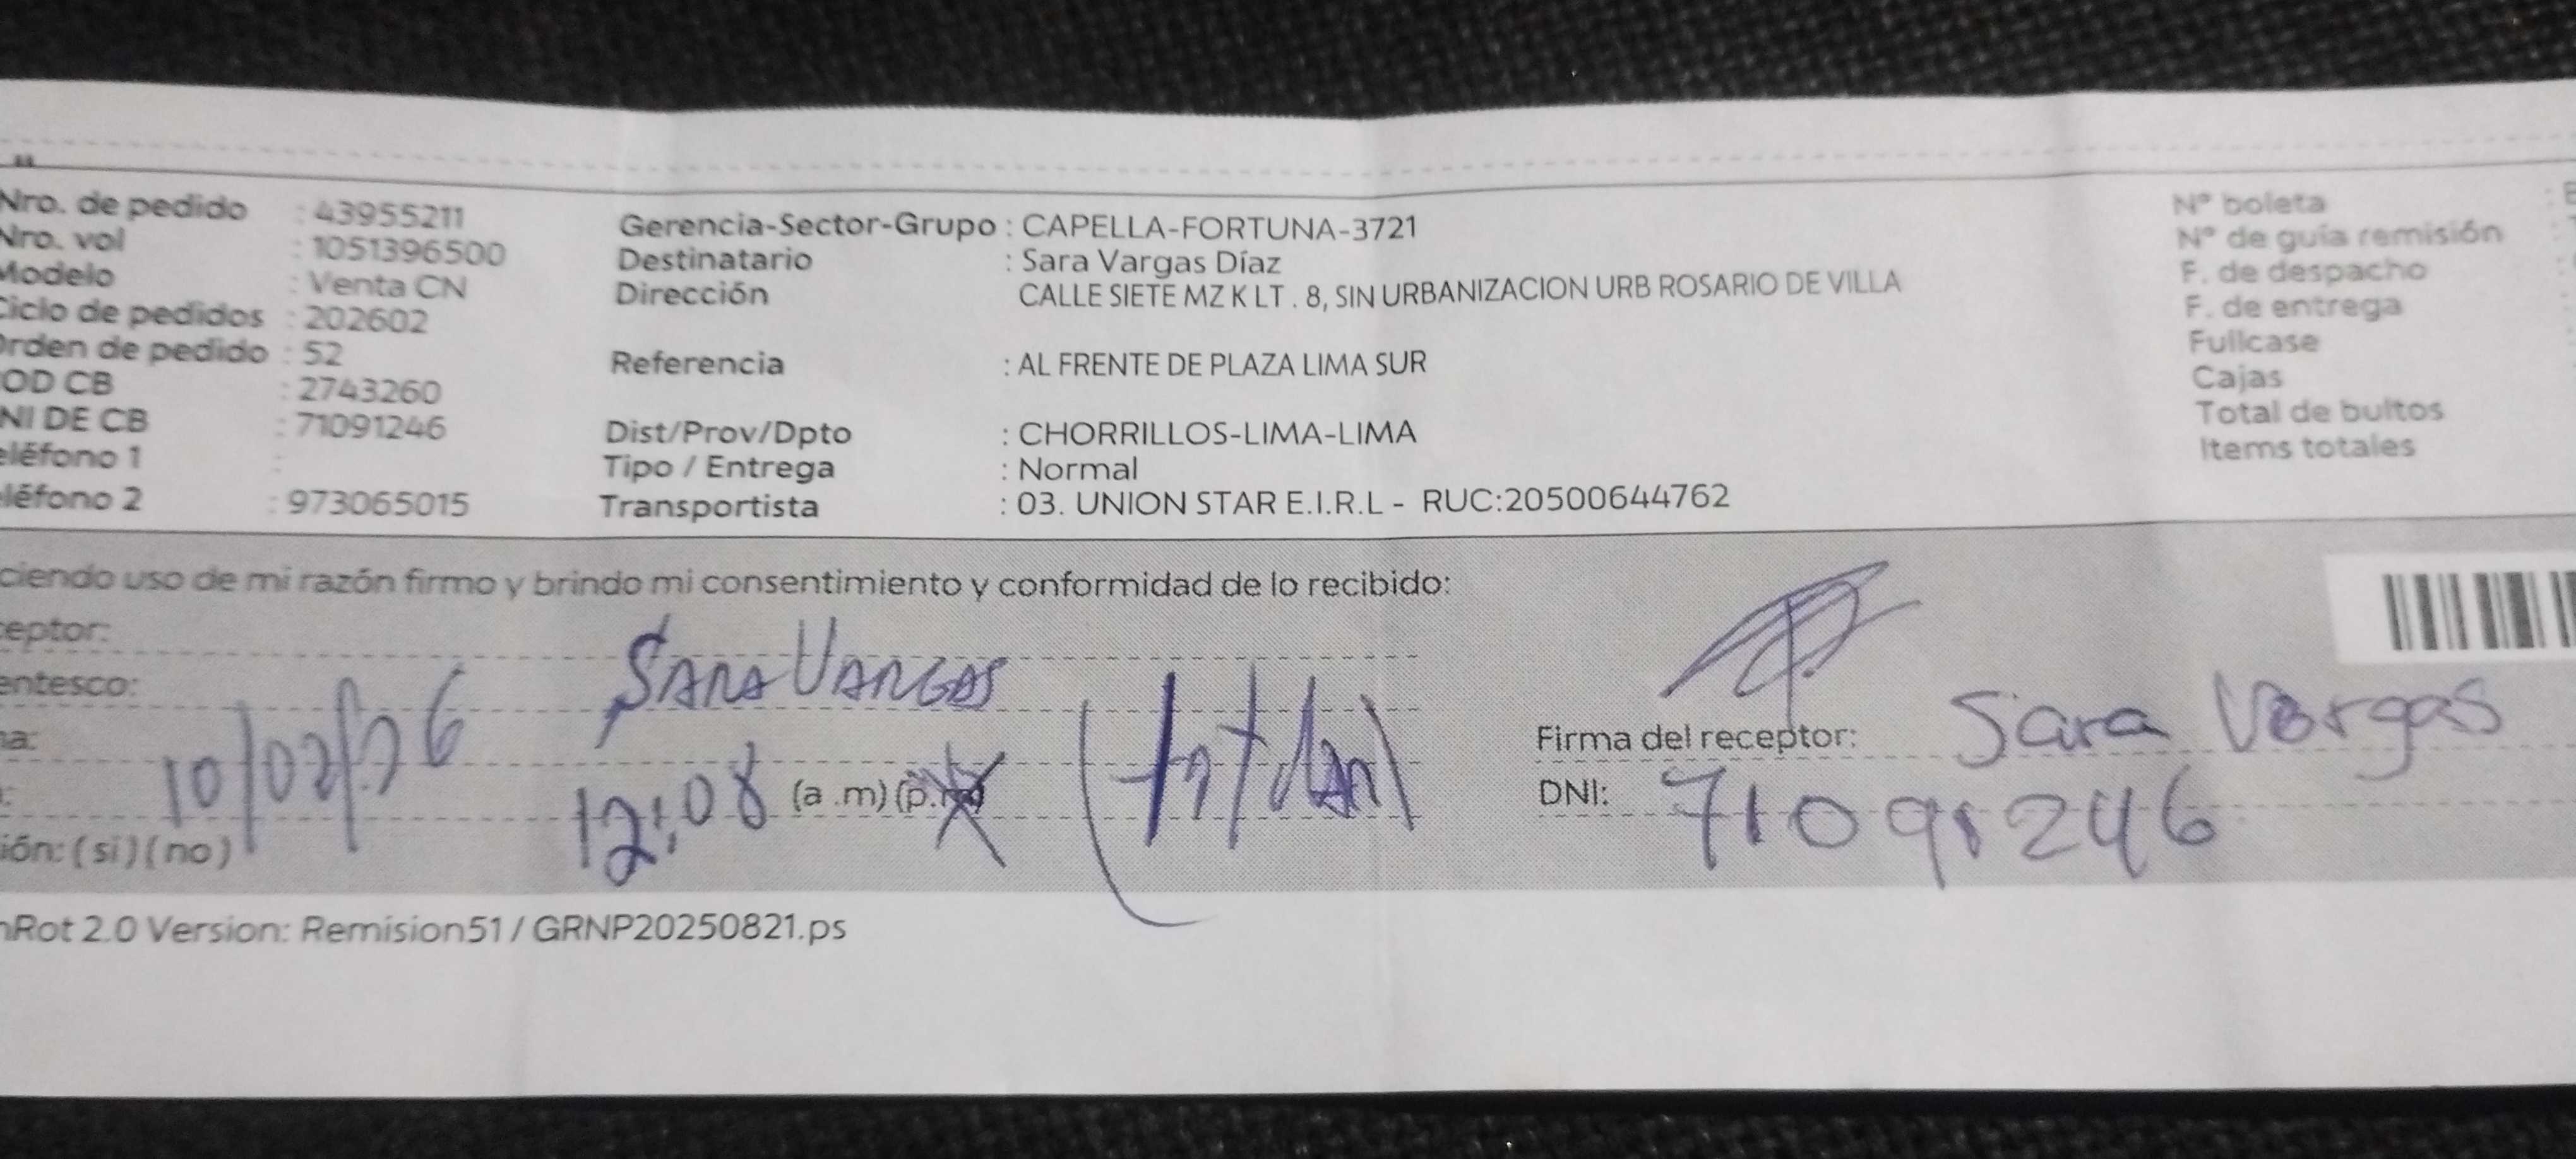 Nro. de pedido : 43955211
Nro. vol : 1051396500
Modelo : Venta CN
Ciclo de pedidos : 202602
Orden de pedido : 52
OD CB : 2743260
NI DE CB : 71091246
eléfono 1 :
léfono 2 : 973065015
Gerencia-Sector-Grupo : CAPELLA-FORTUNA-3721
Destinatario : Sara Vargas Díaz
Dirección CALLE SIETE MZ K LT . 8, SIN URBANIZACION URB ROSARIO DE VILLA
Referencia : AL FRENTE DE PLAZA LIMA SUR
Dist/Prov/Dpto : CHORRILLOS-LIMA-LIMA
Tipo / Entrega : Normal
Transportista : 03. UNION STAR E.I.R.L - RUC:20500644762
N° boleta :
N° de guía remisión :
F. de despacho :
F. de entrega
Fullcase
Cajas
Total de bultos
Items totales
ciendo uso de mi razón firmo y brindo mi consentimiento y conformidad de lo recibido:
ceptor: SARA VARGAS
entesco:
ha: 10/02/26
: 12:08 (a .m) (p.m)
ión: ( si ) ( no )
Firma del receptor: Sara Vargas
DNI: 71091246
nRot 2.0 Version: Remision51 / GRNP20250821.ps